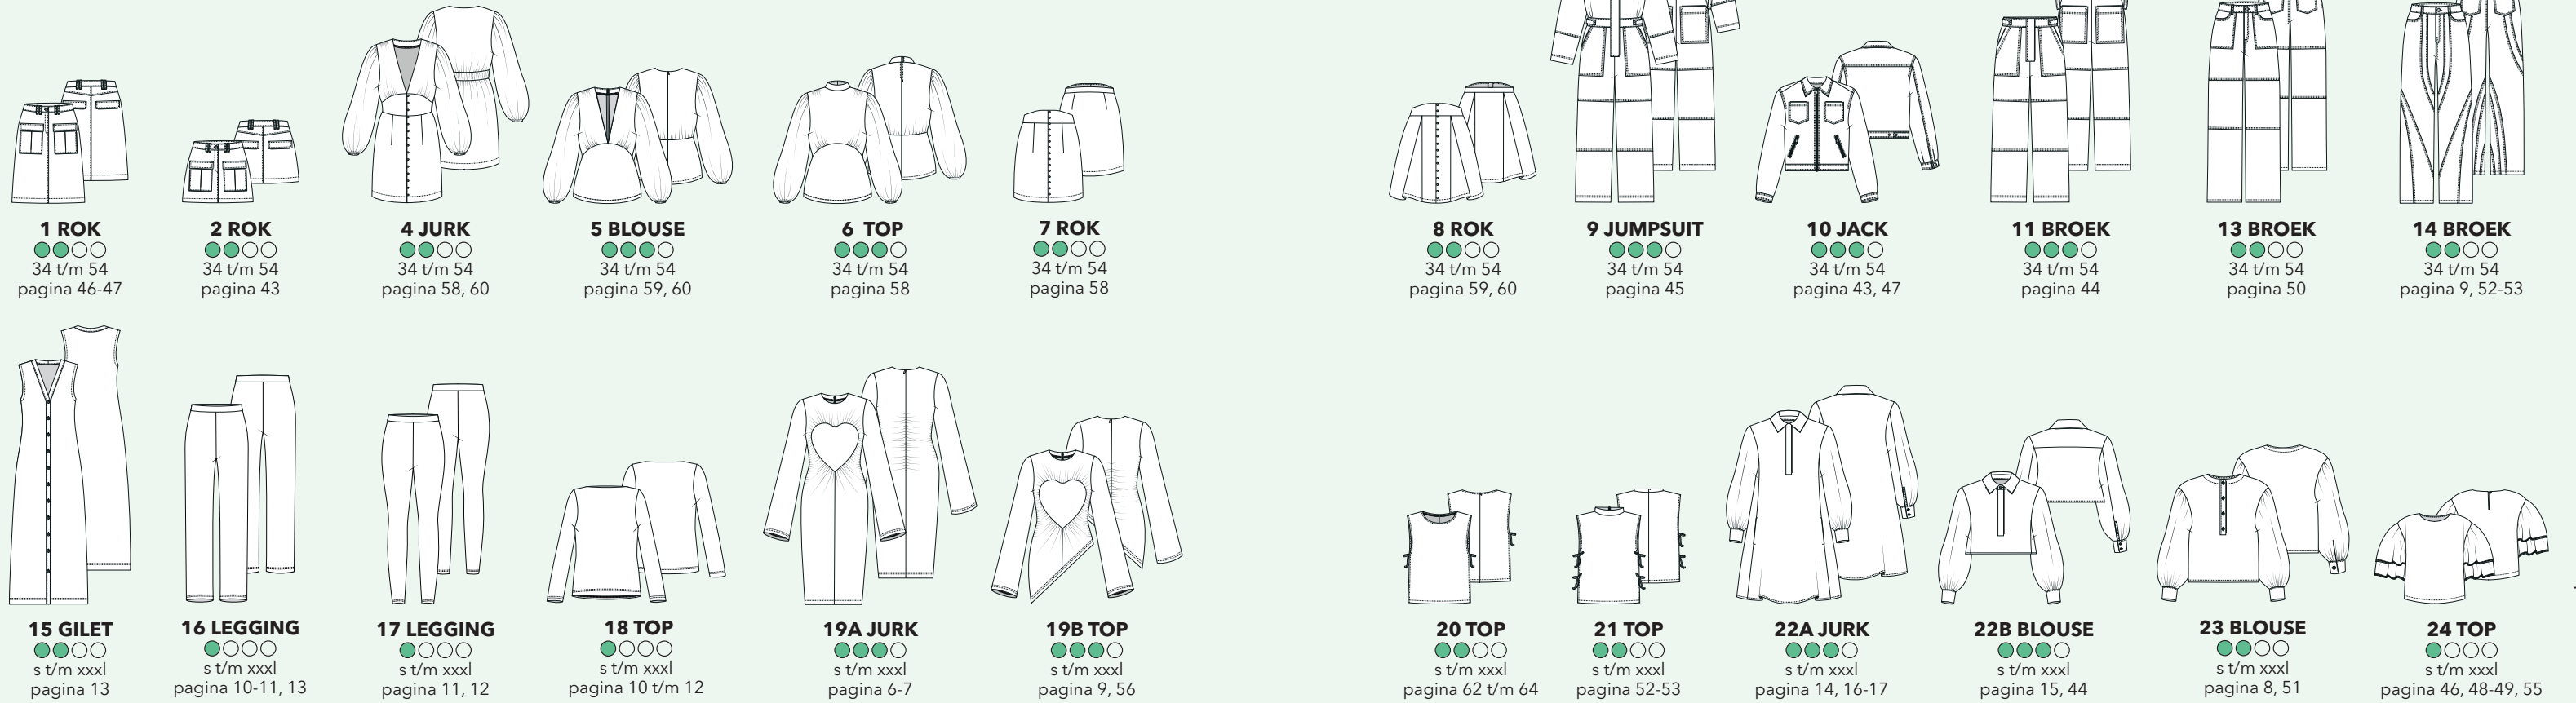 1 ROK
34 t/m 54
pagina 46-47
2 ROK
34 t/m 54
pagina 43
4 JURK
34 t/m 54
pagina 58, 60
5 BLOUSE
34 t/m 54
pagina 59, 60
6 TOP
34 t/m 54
pagina 58
7 ROK
34 t/m 54
pagina 58
8 ROK
34 t/m 54
pagina 59, 60
9 JUMPSUIT
34 t/m 54
pagina 45
10 JACK
34 t/m 54
pagina 43, 47
11 BROEK
34 t/m 54
pagina 44
13 BROEK
34 t/m 54
pagina 50
14 BROEK
34 t/m 54
pagina 9, 52-53
15 GILET
s t/m xxxl
pagina 13
16 LEGGING
s t/m xxxl
pagina 10-11, 13
17 LEGGING
s t/m xxxl
pagina 11, 12
18 TOP
s t/m xxxl
pagina 10 t/m 12
19A JURK
s t/m xxxl
pagina 6-7
19B TOP
s t/m xxxl
pagina 9, 56
20 TOP
s t/m xxxl
pagina 62 t/m 64
21 TOP
s t/m xxxl
pagina 52-53
22A JURK
s t/m xxxl
pagina 14, 16-17
22B BLOUSE
s t/m xxxl
pagina 15, 44
23 BLOUSE
s t/m xxxl
pagina 8, 51
24 TOP
s t/m xxxl
pagina 46, 48-49, 55